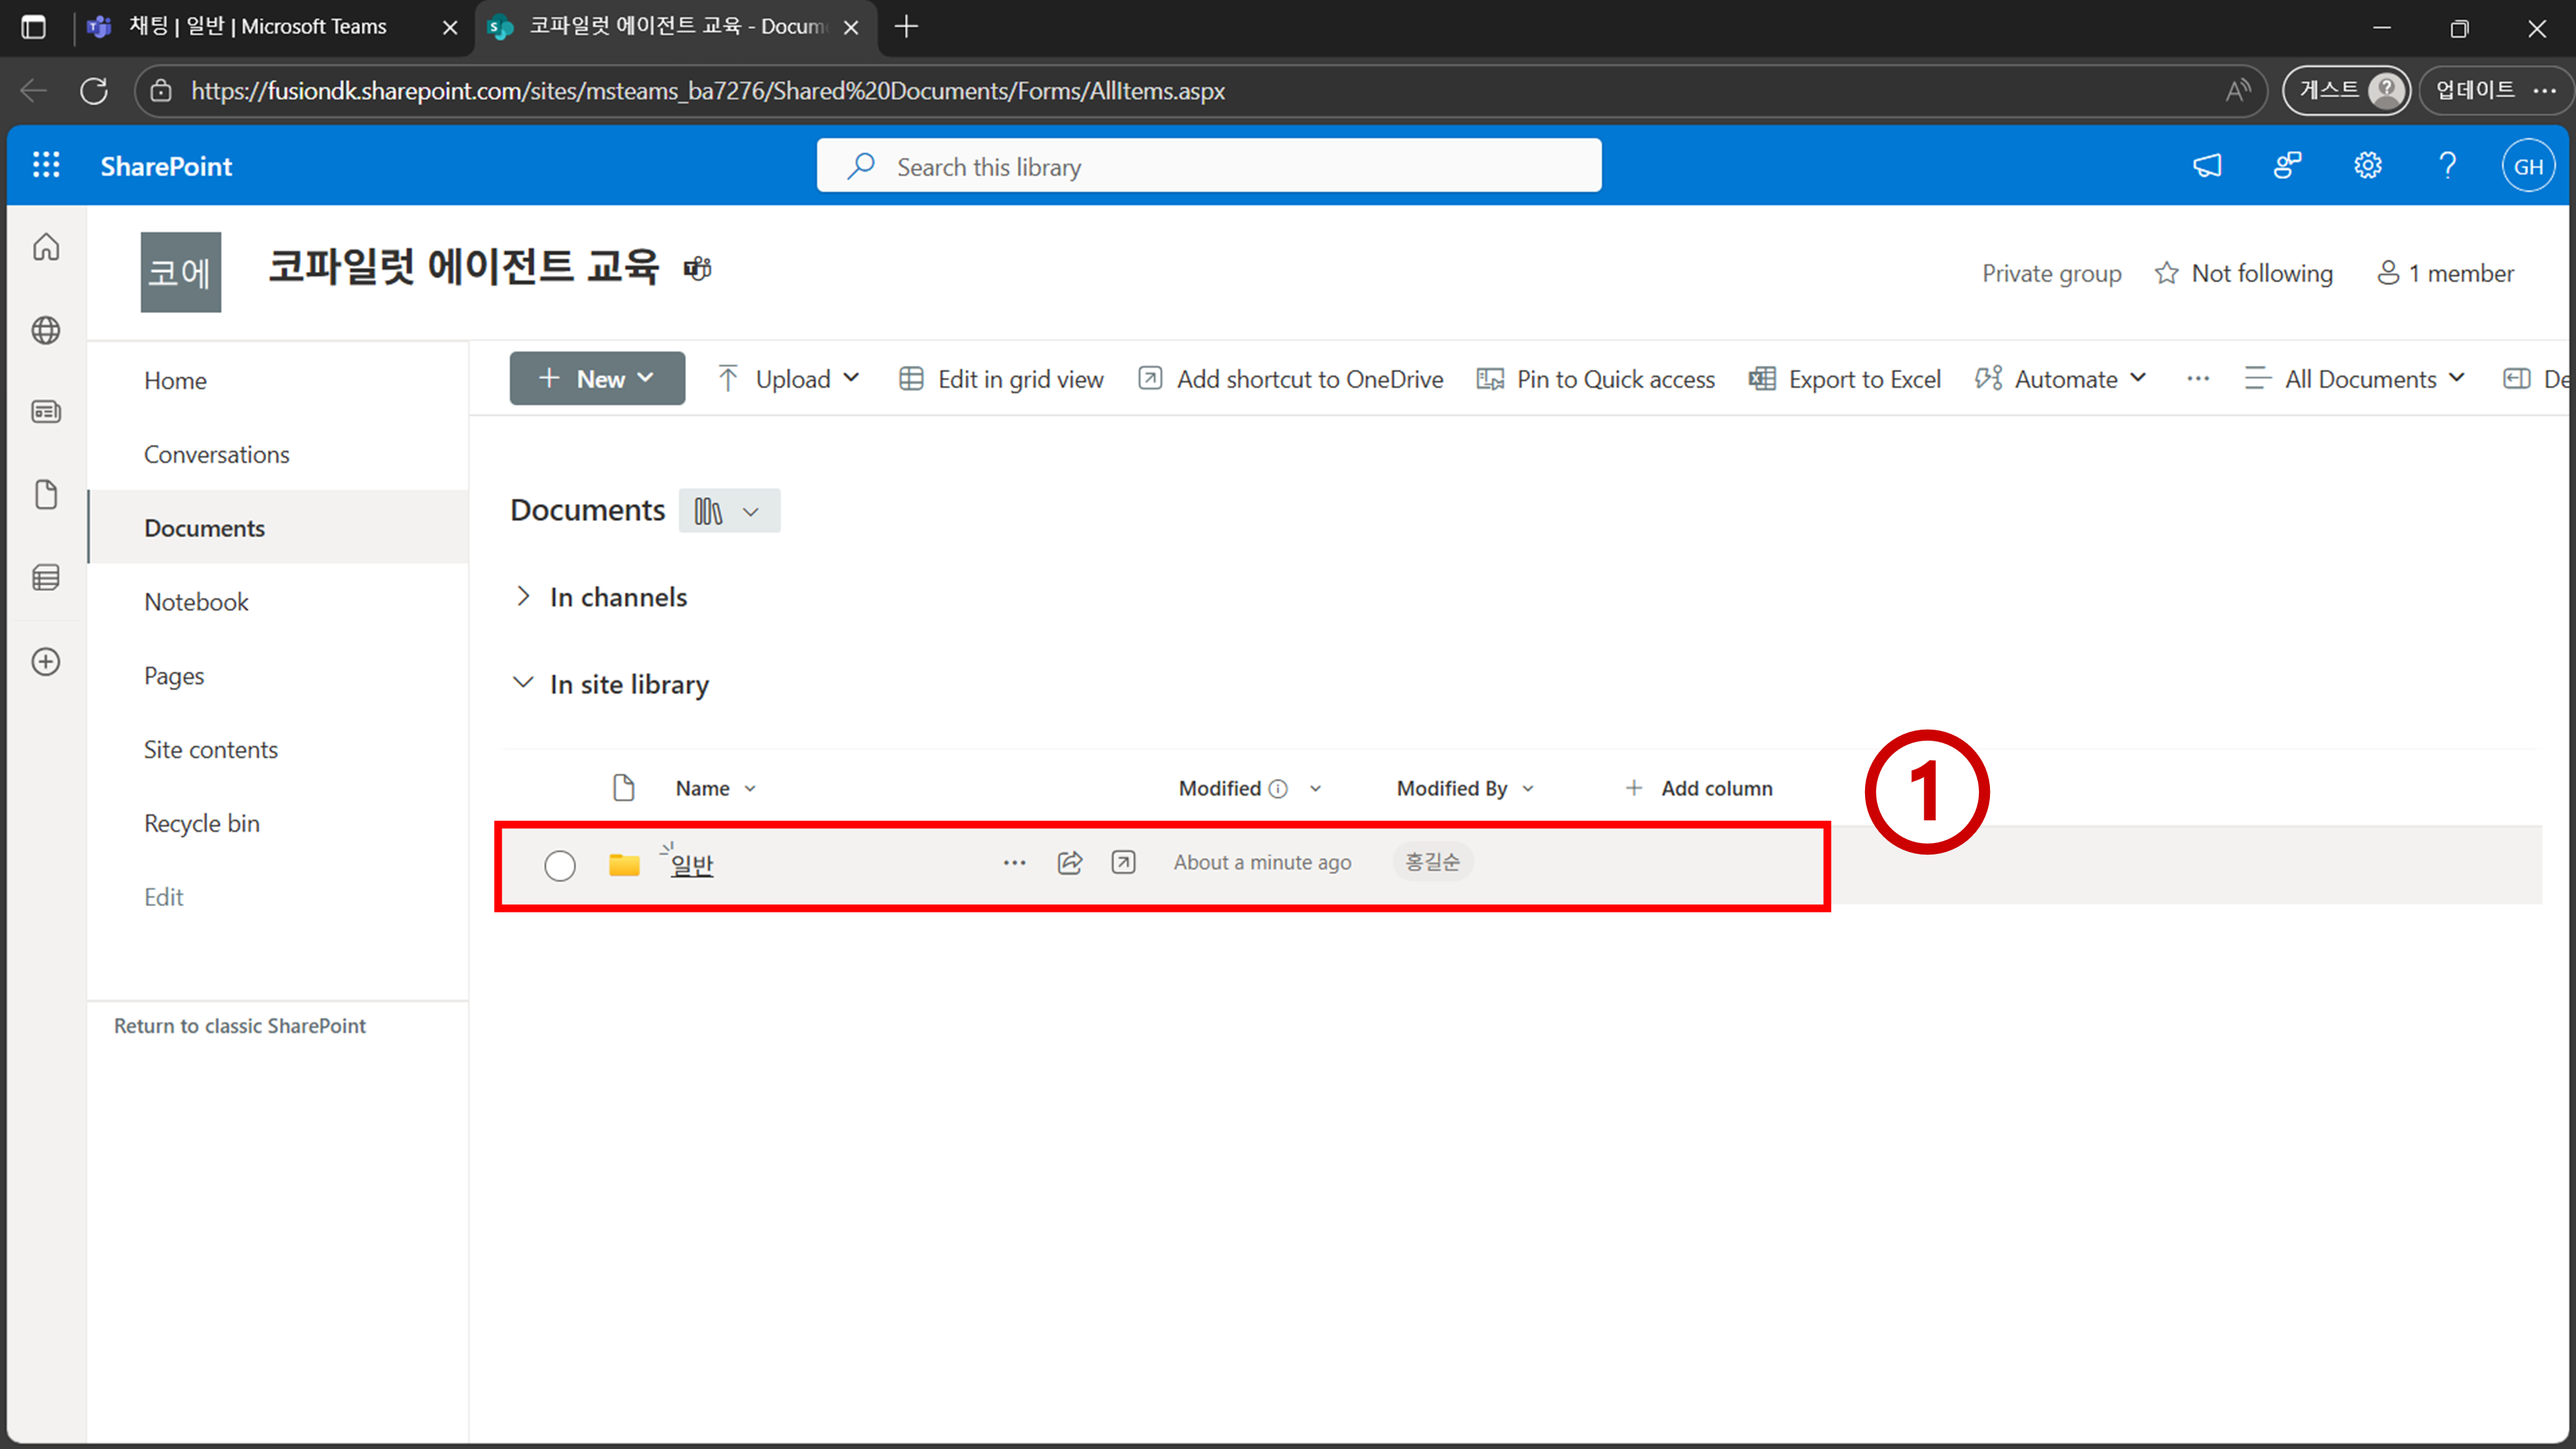 채팅 | 일반 | Microsoft Teams
코파일럿 에이전트 교육 - Docum
https://fusiondk.sharepoint.com/sites/msteams_ba7276/Shared%20Documents/Forms/AllItems.aspx
게스트
업데이트
SharePoint
Search this library
GH
코에
코파일럿 에이전트 교육
Private group
Not following
1 member
Home
Conversations
Documents
Notebook
Pages
Site contents
Recycle bin
Edit
Return to classic SharePoint
New
Upload
Edit in grid view
Add shortcut to OneDrive
Pin to Quick access
Export to Excel
Automate
All Documents
De
Documents
In channels
In site library
Name
Modified
Modified By
Add column
1
일반
About a minute ago
홍길순